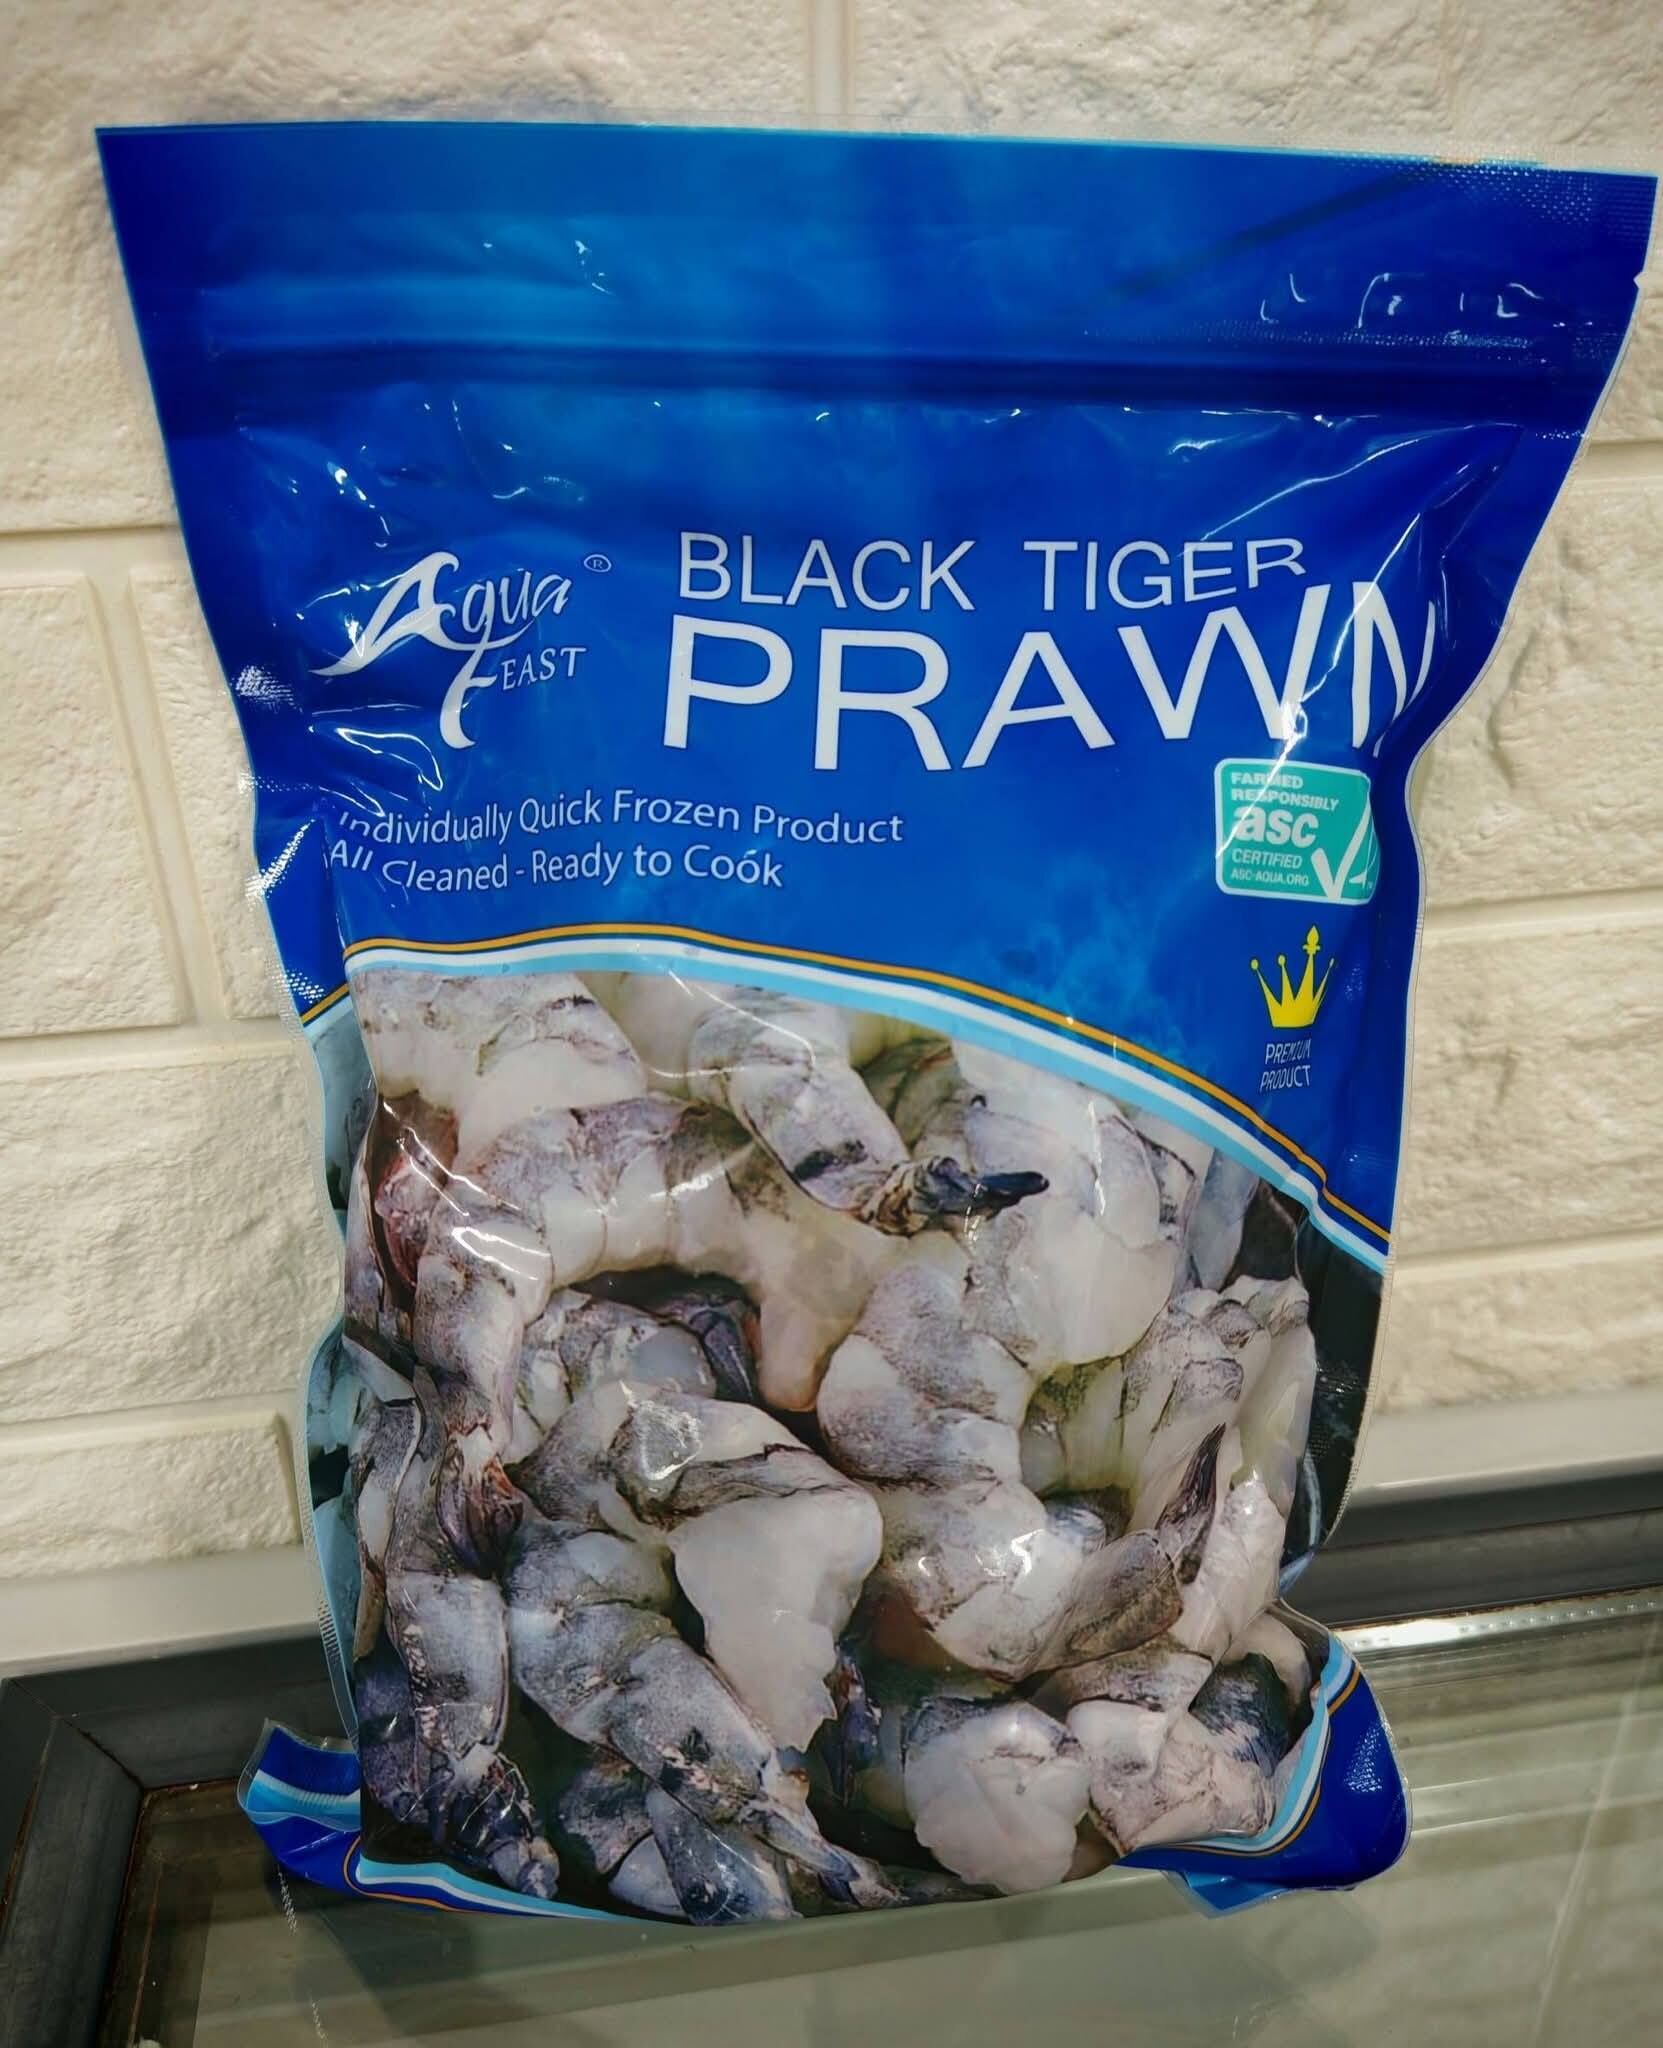 Aqua ®
FEAST
BLACK TIGER
PRAWN
Individually Quick Frozen Product
All Cleaned - Ready to Cook
FARMED
RESPONSIBLY
asc
CERTIFIED
ASC-AQUA.ORG
PREMIUM
PRODUCT